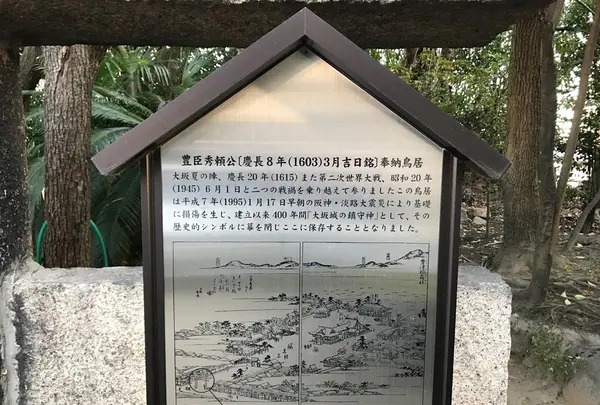 豊臣秀頼公〔慶長8年(1603)3月吉日銘〕奉納鳥居
大坂夏の陣、慶長20年(1615)また第二次世界大戦、昭和20年
(1945)6月1日と二つの戦禍を乗り越えて参りましたこの鳥居
は平成7年(1995)1月17日早朝の阪神・淡路大震災により基礎
に損傷を生じ、建立以来400年間「大坂城の鎮守神」として、その
歴史的シンボルに幕を閉じここに保存することとなりました。